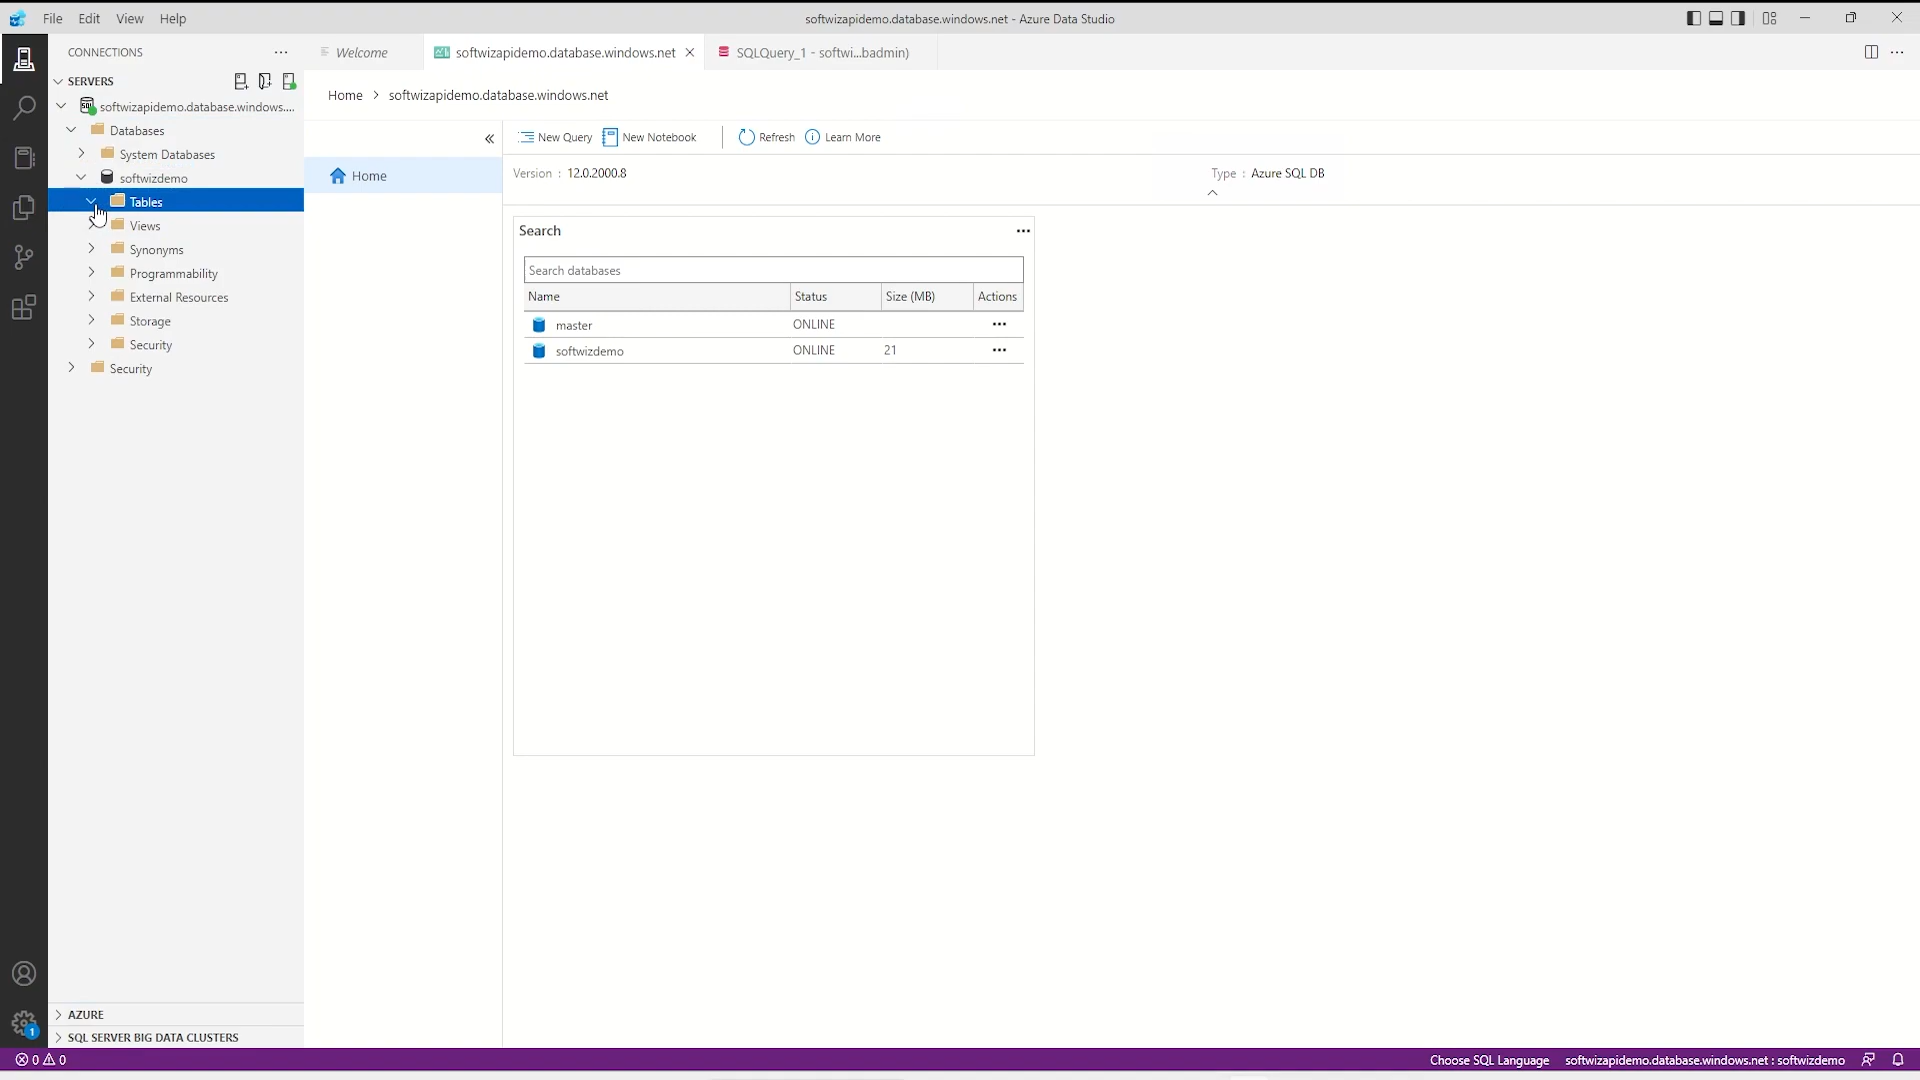 File Edit View Help
softwizapidemo.database.windows.net - Azure Data Studio
CONNECTIONS
Welcome
softwizapidemo.database.windows.net
SQLQuery_1 - softwi...badmin)
SERVERS
softwizapidemo.database.windows....
Databases
System Databases
softwizdemo
Tables
Views
Synonyms
Programmability
External Resources
Storage
Security
Security
AZURE
SQL SERVER BIG DATA CLUSTERS
Home > softwizapidemo.database.windows.net
Home
New Query New Notebook Refresh Learn More
Version : 12.0.2000.8
Type : Azure SQL DB
Search
Search databases
Name Status Size (MB) Actions
master ONLINE
softwizdemo ONLINE 21
1
0 0
Choose SQL Language softwizapidemo.database.windows.net : softwizdemo